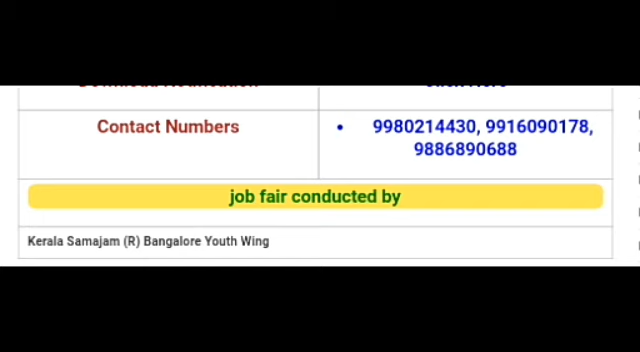 Contact Numbers
• 9980214430, 9916090178,
9886890688
job fair conducted by
Kerala Samajam (R) Bangalore Youth Wing